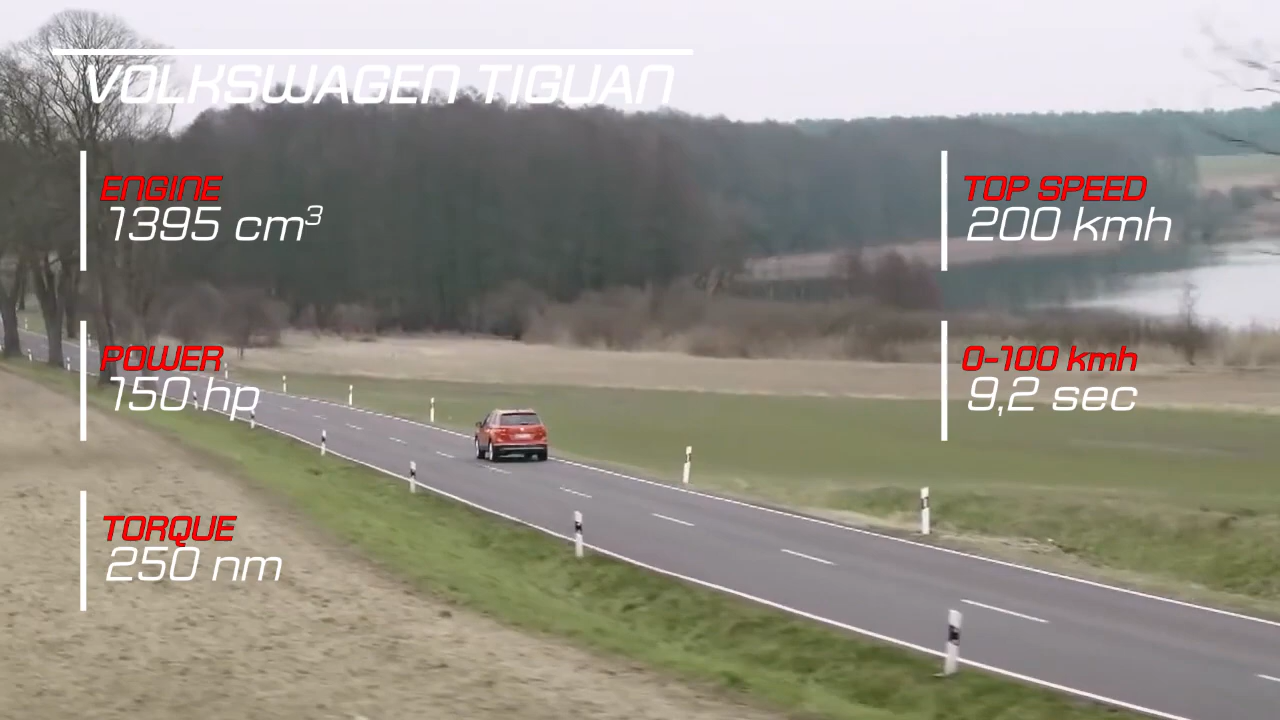 VOLKSWAGEN TIGUAN
ENGINE
1395 cm³
POWER
150 hp
TORQUE
250 nm
TOP SPEED
200 kmh
0-100 kmh
9,2 sec